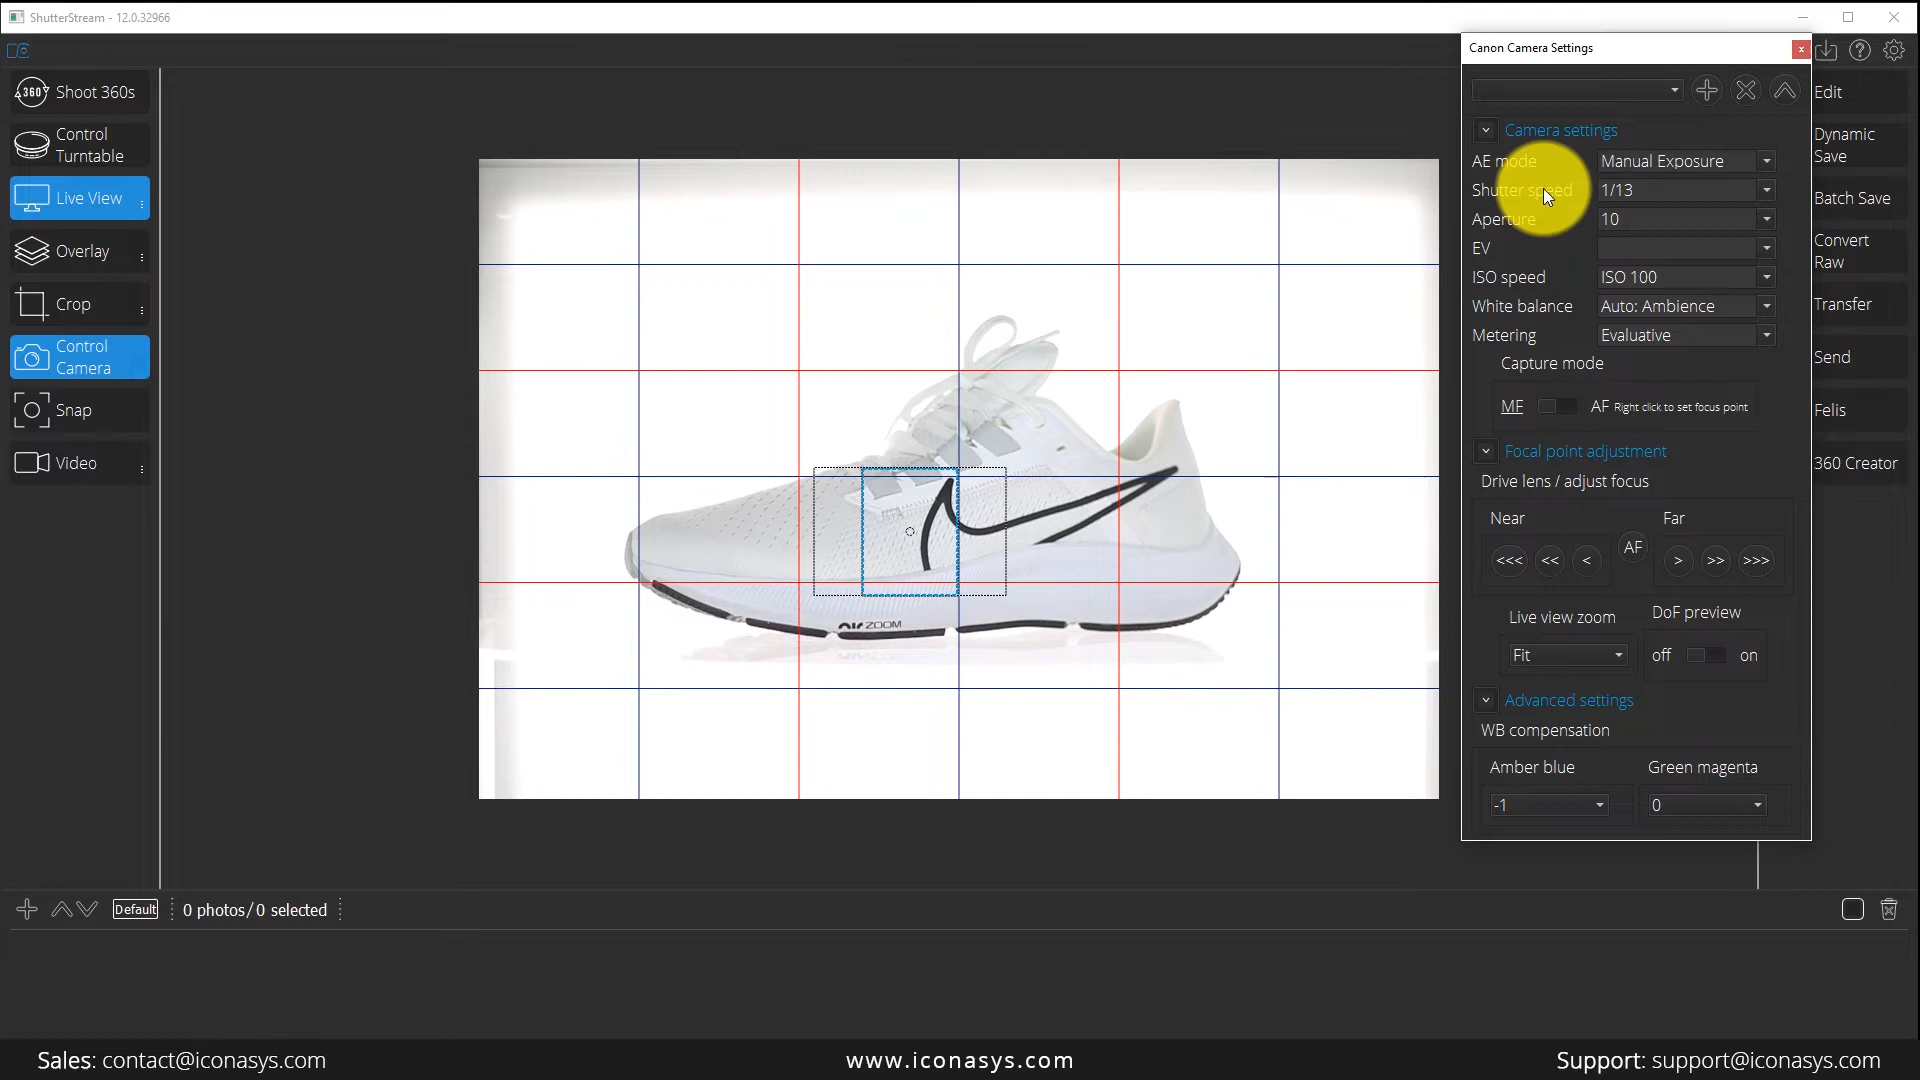 ShutterStream - 12.0.32966
Shoot 360s
Control
Turntable
Live View
Overlay
Crop
Control
Camera
Snap
Video
AIR ZOOM
Canon Camera Settings
Camera settings
AE mode
Manual Exposure
Shutter speed
1/13
Aperture
10
EV
ISO speed
ISO 100
White balance
Auto: Ambience
Metering
Evaluative
Capture mode
MF
AF Right click to set focus point
Focal point adjustment
Drive lens / adjust focus
Near
Far
<<<
<<
<
AF
>
>>
>>>
Live view zoom
DoF preview
Fit
off
on
Advanced settings
WB compensation
Amber blue
Green magenta
-1
0
Edit
Dynamic
Save
Batch Save
Convert
Raw
Transfer
Send
Felis
360 Creator
Default
0 photos/ 0 selected
Sales: contact@iconasys.com
www.iconasys.com
Support: support@iconasys.com